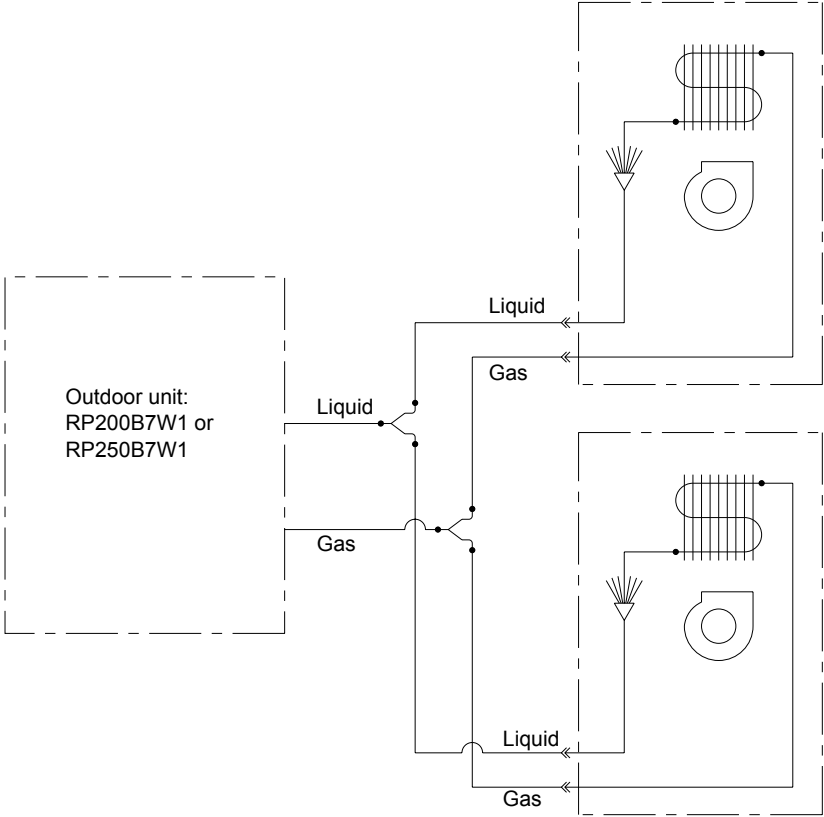 Liquid
Gas
Outdoor unit:
RP200B7W1 or
RP250B7W1
Liquid
Gas
Liquid
Gas